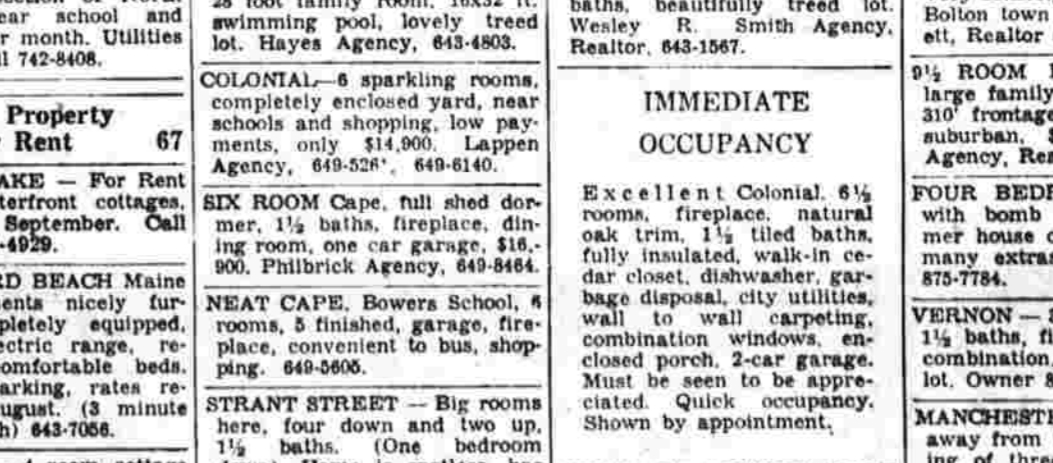 ear school and
r month. Utilities
ll 742-8408.
Property
Rent 67
AKE — For Rent
terfront cottages,
September. Call
-4929.
RD BEACH Maine
ents nicely fur-
pletely equipped,
ectric range, re-
omfortable beds.
arking, rates re-
ugust. (3 minute
h) 643-7056.
28 foot family room, 16x32 ft.
swimming pool, lovely treed
lot. Hayes Agency, 643-4803.
COLONIAL—6 sparkling rooms,
completely enclosed yard, near
schools and shopping, low pay-
ments, only $14,900. Lappen
Agency, 649-526', 649-6140.
SIX ROOM Cape, full shed dor-
mer, 1½ baths, fireplace, din-
ing room, one car garage, $16,-
900. Philbrick Agency, 649-8464.
NEAT CAPE, Bowers School, 6
rooms, 5 finished, garage, fire-
place, convenient to bus, shop-
ping. 649-5605.
STRANT STREET — Big rooms
here, four down and two up,
1½ baths. (One bedroom
baths, beautifully treed lot.
Wesley R. Smith Agency,
Realtor, 643-1567.
IMMEDIATE
OCCUPANCY
Excellent Colonial. 6½
rooms, fireplace, natural
oak trim, 1½ tiled baths,
fully insulated, walk-in ce-
dar closet, dishwasher, gar-
bage disposal, city utilities,
wall to wall carpeting,
combination windows, en-
closed porch, 2-car garage.
Must be seen to be appre-
ciated. Quick occupancy.
Shown by appointment.
Bolton town
ett, Realtor
9½ ROOM
large family
310' frontage
suburban,
Agency, Rea
FOUR BEDR
with bomb
mer house
many extras
875-7784.
VERNON —
1½ baths, fi
combination
lot. Owner 8
MANCHESTE
away from
ing of three